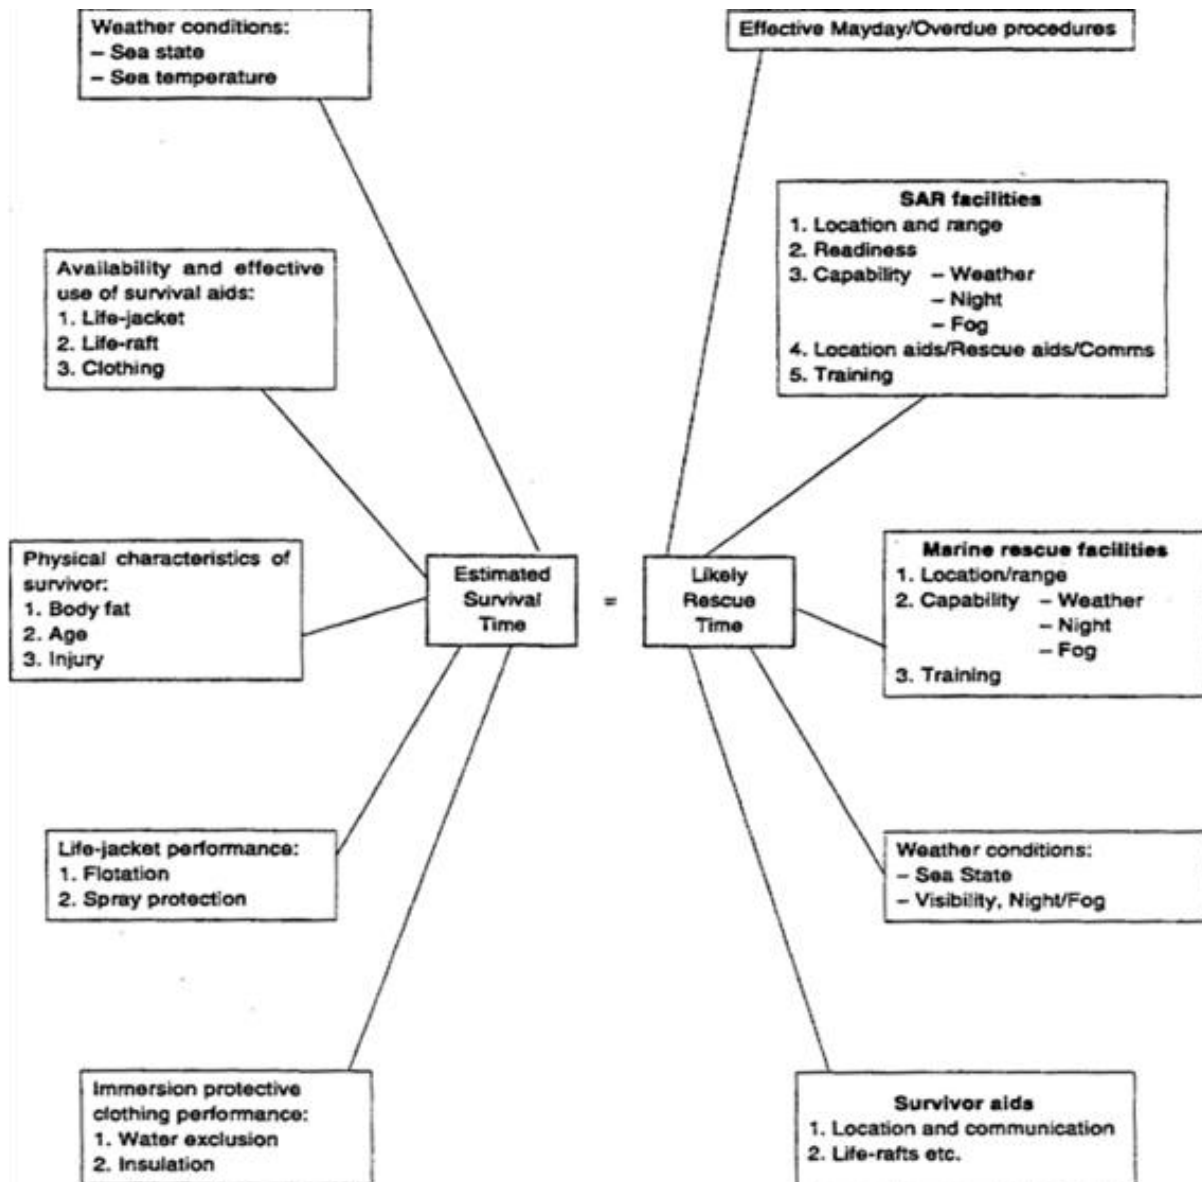 Weather conditions:
– Sea state
– Sea temperature
Availability and effective
use of survival aids:
1. Life-jacket
2. Life-raft
3. Clothing
Physical characteristics of
survivor:
1. Body fat
2. Age
3. Injury
Life-jacket performance:
1. Flotation
2. Spray protection
Immersion protective
clothing performance:
1. Water exclusion
2. Insulation
Estimated
Survival
Time
=
Likely
Rescue
Time
Effective Mayday/Overdue procedures
SAR facilities
1. Location and range
2. Readiness
3. Capability – Weather
– Night
– Fog
4. Location aids/Rescue aids/Comms
5. Training
Marine rescue facilities
1. Location/range
2. Capability – Weather
– Night
– Fog
3. Training
Weather conditions:
– Sea State
– Visibility, Night/Fog
Survivor aids
1. Location and communication
2. Life-rafts etc.